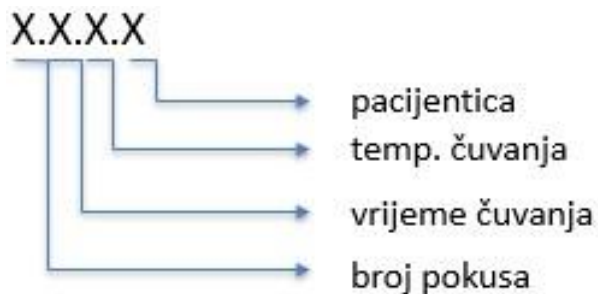 X.X.X.X
pacijentica
temp. čuvanja
vrijeme čuvanja
broj pokusa